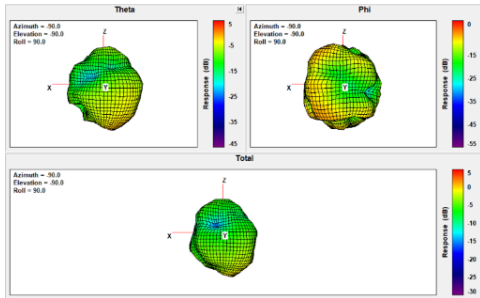 Theta
Azimuth = -90.0
Elevation = -90.0
Roll = 90.0
Z
X
Y
5
-5
-15
-25
-35
-45
Response (dB)
Phi
Azimuth = -90.0
Elevation = -90.0
Roll = 90.0
Z
X
Y
0
-15
-25
-35
-45
-55
Response (dB)
Total
Azimuth = -90.0
Elevation = -90.0
Roll = 90.0
Z
X
Y
5
0
-5
-10
-15
-20
-25
-30
Response (dB)